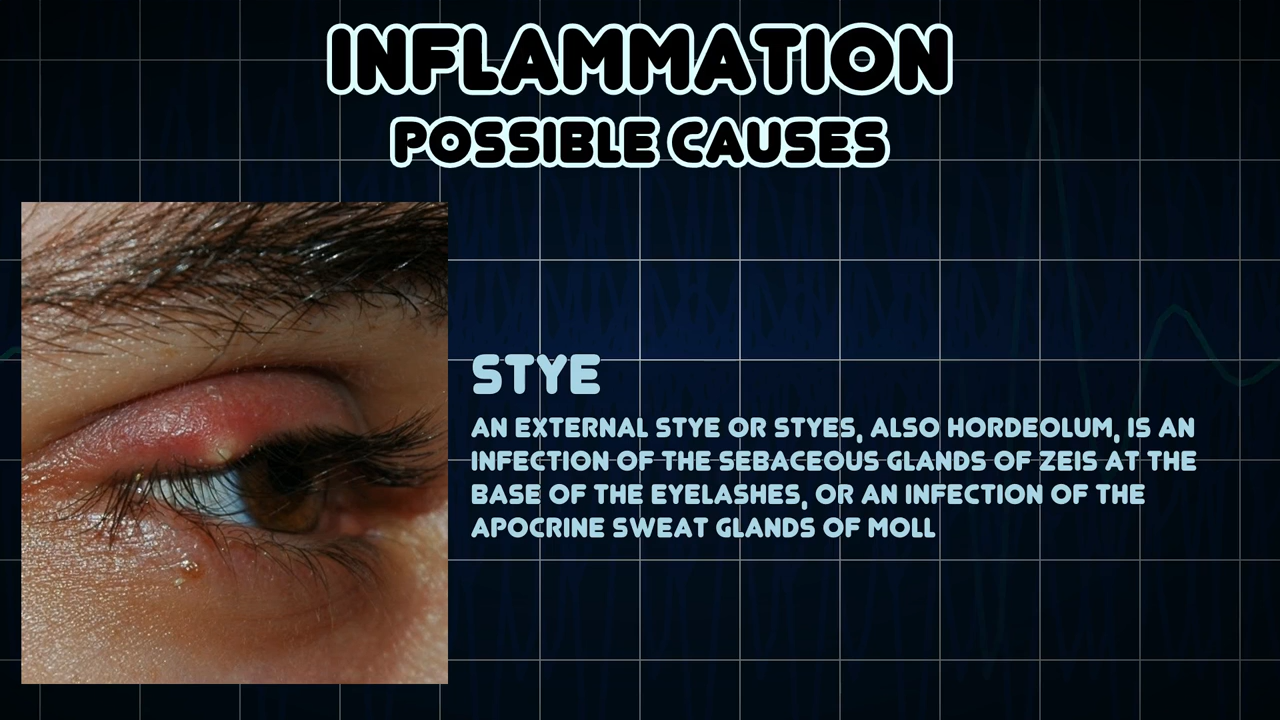 INFLAMMATION
POSSIBLE CAUSES
STYE
AN EXTERNAL STYE OR STYES, ALSO HORDEOLUM, IS AN
INFECTION OF THE SEBACEOUS GLANDS OF ZEIS AT THE
BASE OF THE EYELASHES, OR AN INFECTION OF THE
APOCRINE SWEAT GLANDS OF MOLL